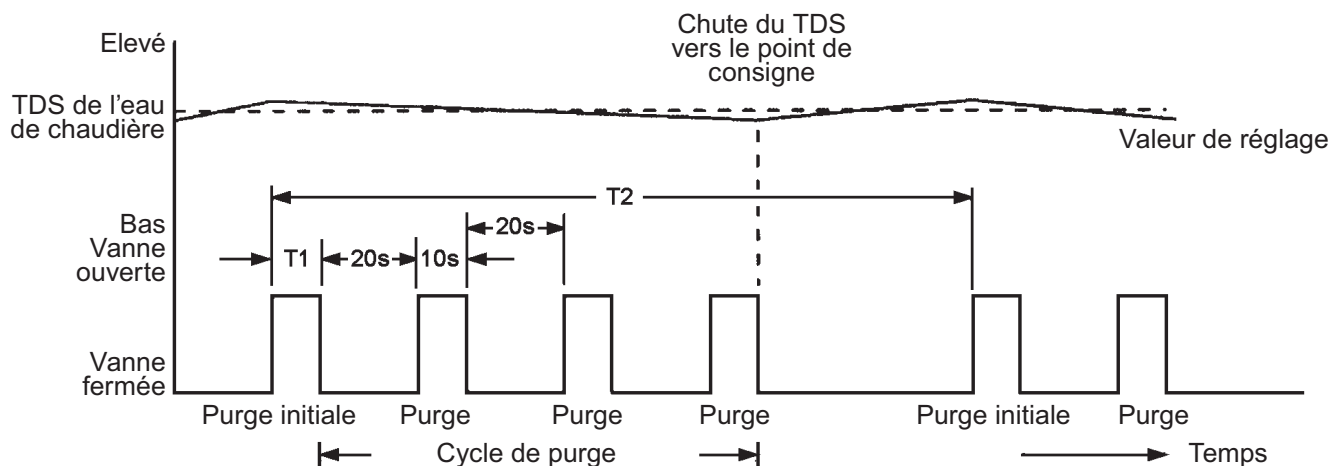 Chute du TDS
vers le point de
consigne
Elevé
TDS de l'eau
de chaudière
Valeur de réglage
T2
Bas
Vanne
ouverte
20s
T1
20s
10s
Vanne
fermée
Purge initiale
Purge
Purge
Purge
Purge initiale
Purge
Cycle de purge
Temps